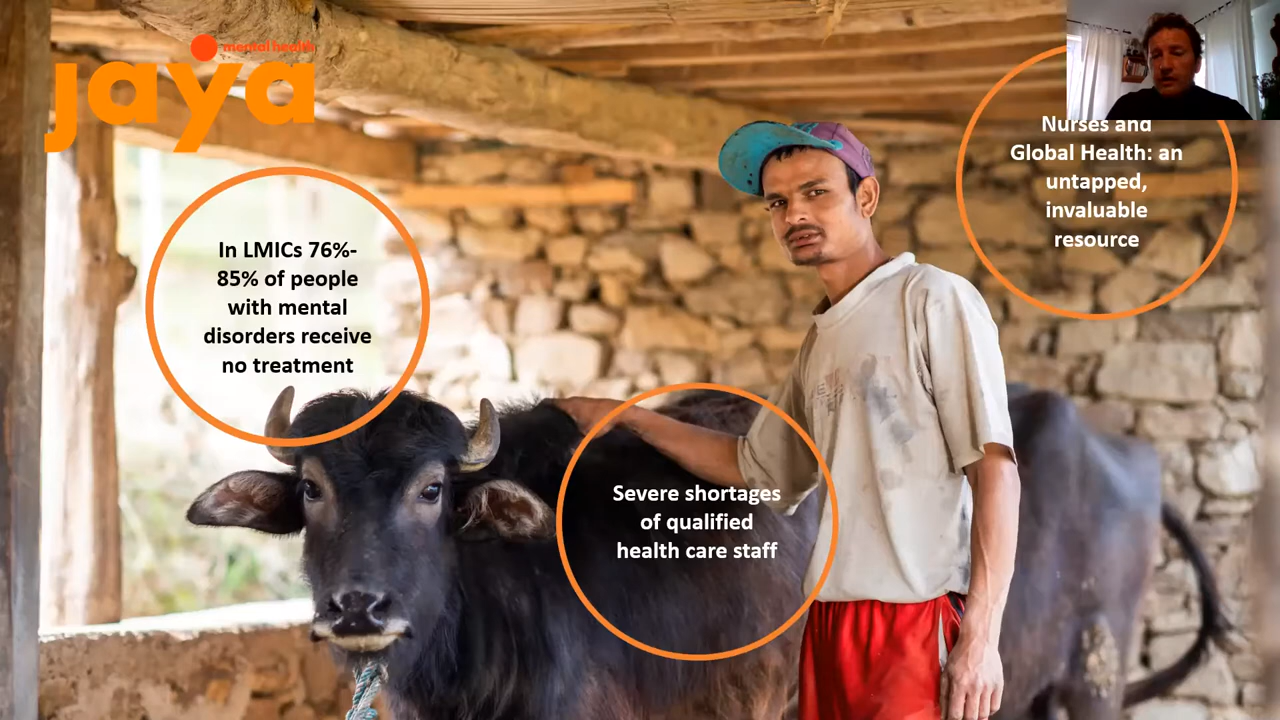 mental health
jaya
In LMICs 76%-
85% of people
with mental
disorders receive
no treatment
Severe shortages
of qualified
health care staff
Nurses and
Global Health: an
untapped,
invaluable
resource